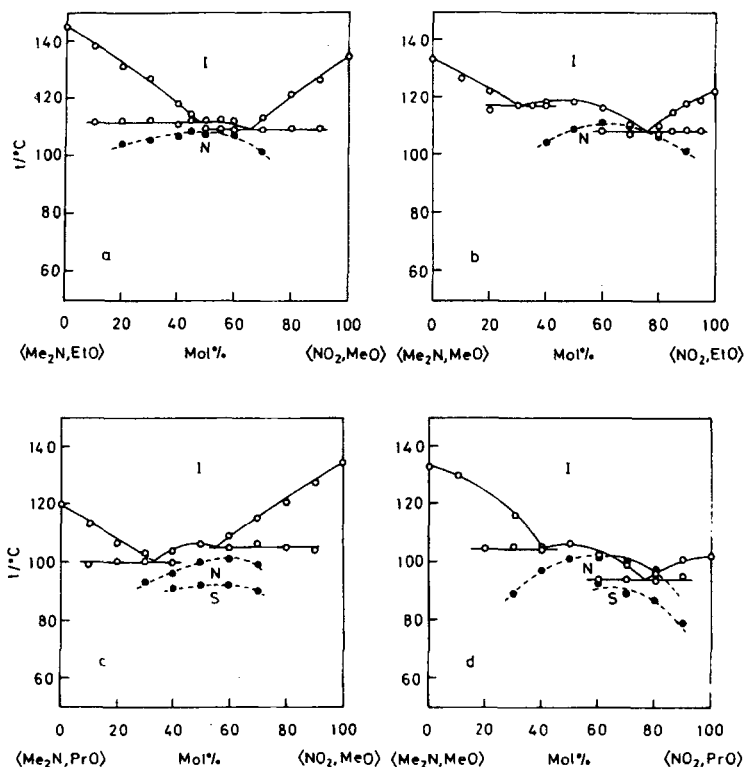 140
120
100
80
60
t/°C
I
N
a
0 20 40 60 80 100
⟨Me₂N,EtO⟩ Mol% ⟨NO₂,MeO⟩
140
120
100
80
60
I
N
b
0 20 40 60 80 100
⟨Me₂N,MeO⟩ Mol% ⟨NO₂,EtO⟩
140
120
100
80
60
t/°C
I
N
S
c
0 20 40 60 80 100
⟨Me₂N,PrO⟩ Mol% ⟨NO₂,MeO⟩
140
120
100
80
60
I
N
S
d
0 20 40 60 80 100
⟨Me₂N,MeO⟩ Mol% ⟨NO₂,PrO⟩